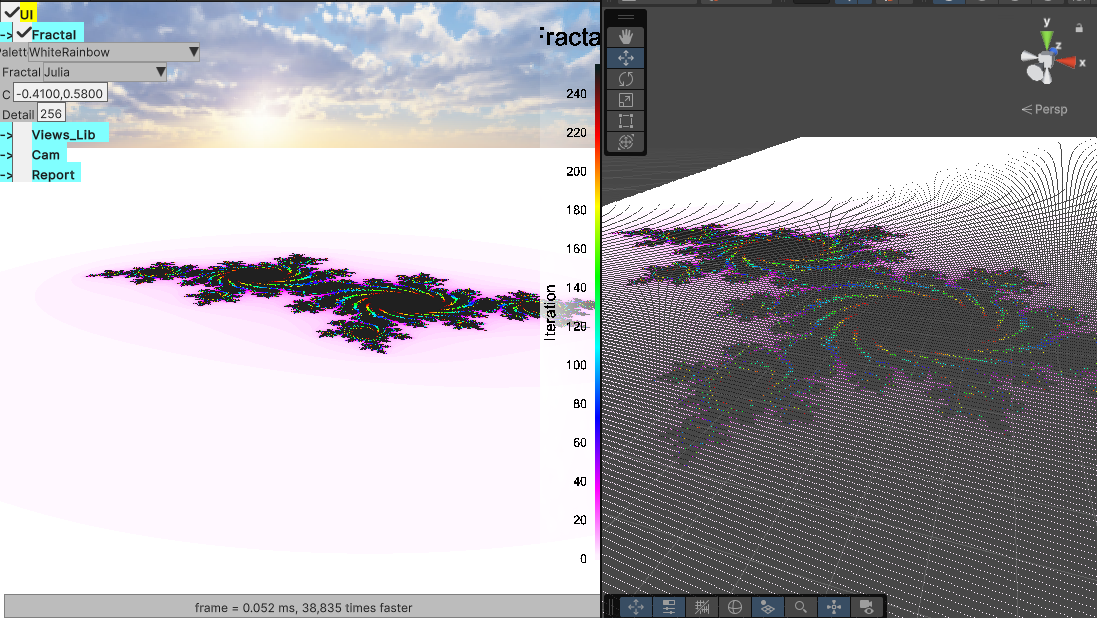 UI
-> Fractal
Palett WhiteRainbow ▼
Fractal Julia ▼
C -0.4100,0.5800
Detail 256
-> Views_Lib
-> Cam
-> Report
Fracta
240
220
200
180
160
140
120
100
80
60
40
20
0
Iteration
frame = 0.052 ms, 38,835 times faster
y
z
x
< Persp